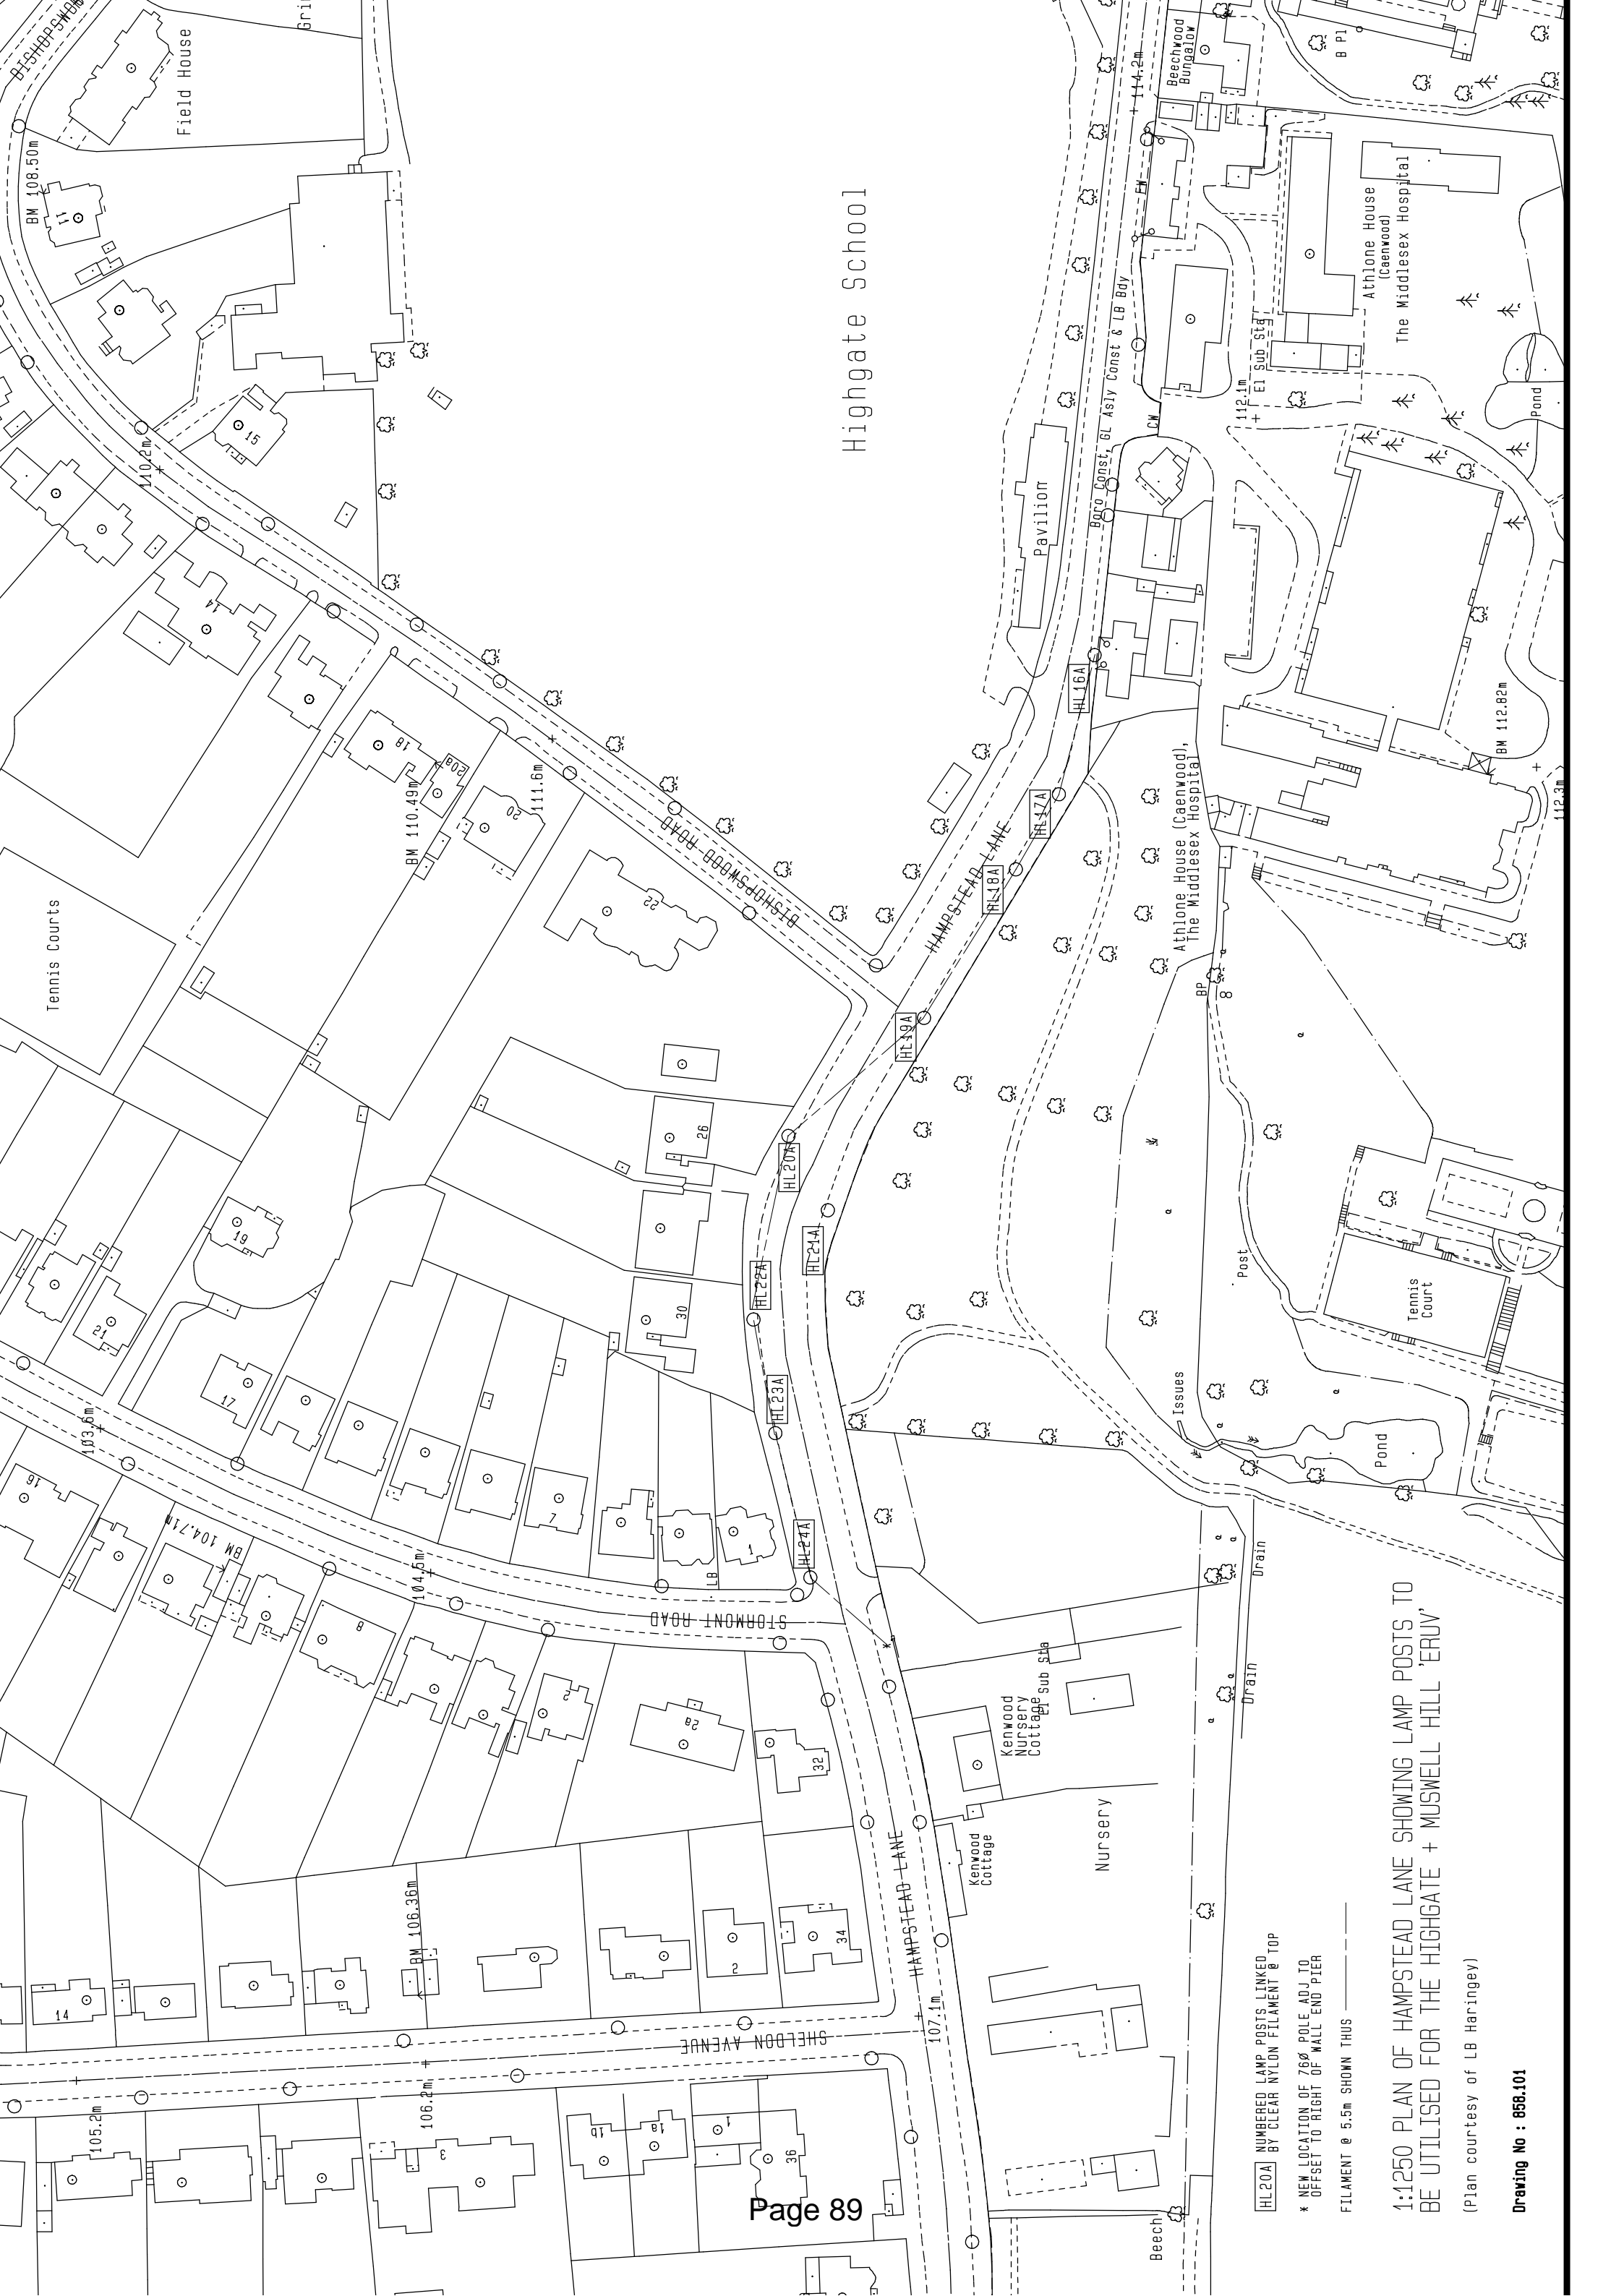 BISHOPSWO
Field House
Gri
BM 108.50m
11
15
110.2m
Highgate School
114.2m
Beechwood
Bungalow
B Pl
FW
Boro Const, GL Asly Const & LB Bdy
CW
112.1m
El Sub Sta
Athlone House
(Caenwood)
The Middlesex Hospital
Pond
Pavilion
14
18
20a
BM 110.49m
20
111.6m
22
BISHOPSWOOD ROAD
HAMPSTEAD LANE
HL16A
HL17A
HL18A
HL19A
HL20A
HL21A
HL22A
HL23A
HL24A
Athlone House (Caenwood),
The Middlesex Hospital
BM 112.82m
112.3m
BP
8
Tennis Courts
26
30
19
21
17
103.6m
16
BM 104.71m
7
1
LB
104.5m
8
STORMONT ROAD
2
2a
32
Post
Tennis
Court
Issues
Pond
Drain
Drain
El Sub Sta
Kenwood
Nursery
Cottage
Kenwood
Cottage
Nursery
HAMPSTEAD LANE
BM 106.36m
14
2
34
SHELDON AVENUE
107.1m
105.2m
106.2m
3
1b
1a
1
36
Beech
Page 89
HL20A NUMBERED LAMP POSTS LINKED
BY CLEAR NYLON FILAMENT @ TOP
* NEW LOCATION OF 76Ø POLE ADJ TO
OFFSET TO RIGHT OF WALL END PIER
FILAMENT @ 5.5m SHOWN THUS
1:1250 PLAN OF HAMPSTEAD LANE SHOWING LAMP POSTS TO
BE UTILISED FOR THE HIGHGATE + MUSWELL HILL 'ERUV'
(Plan courtesy of LB Haringey)
Drawing No : 858.101